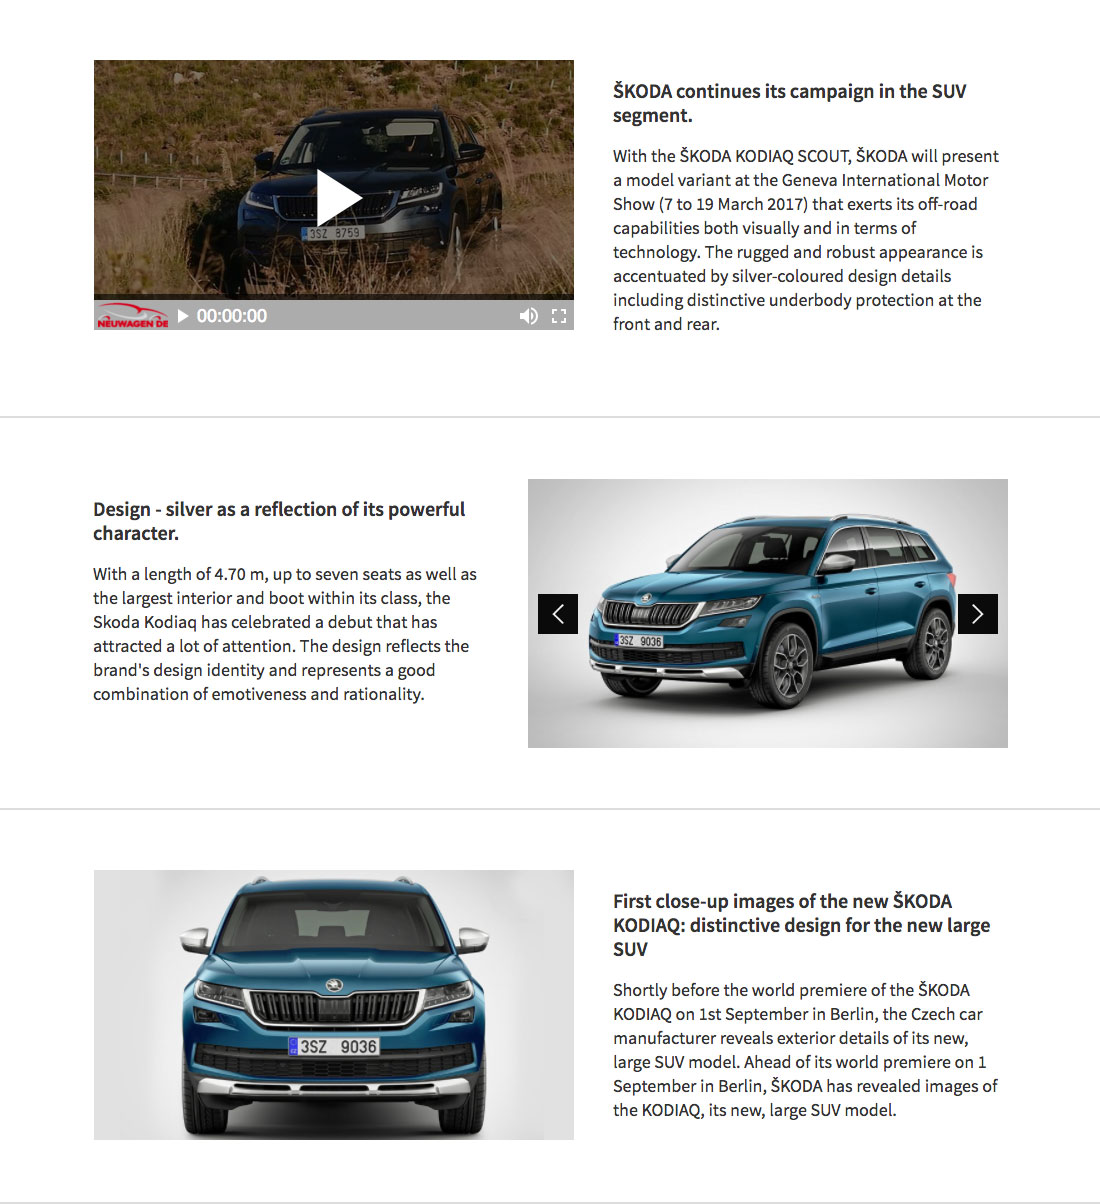 ŠKODA continues its campaign in the SUV
segment.
With the ŠKODA KODIAQ SCOUT, ŠKODA will present
a model variant at the Geneva International Motor
Show (7 to 19 March 2017) that exerts its off-road
capabilities both visually and in terms of
technology. The rugged and robust appearance is
accentuated by silver-coloured design details
including distinctive underbody protection at the
front and rear.
3SZ 8759
NEUWAGEN DE
00:00:00
Design - silver as a reflection of its powerful
character.
With a length of 4.70 m, up to seven seats as well as
the largest interior and boot within its class, the
Skoda Kodiaq has celebrated a debut that has
attracted a lot of attention. The design reflects the
brand's design identity and represents a good
combination of emotiveness and rationality.
3SZ 9036
3SZ 9036
First close-up images of the new ŠKODA
KODIAQ: distinctive design for the new large
SUV
Shortly before the world premiere of the ŠKODA
KODIAQ on 1st September in Berlin, the Czech car
manufacturer reveals exterior details of its new,
large SUV model. Ahead of its world premiere on 1
September in Berlin, ŠKODA has revealed images of
the KODIAQ, its new, large SUV model.